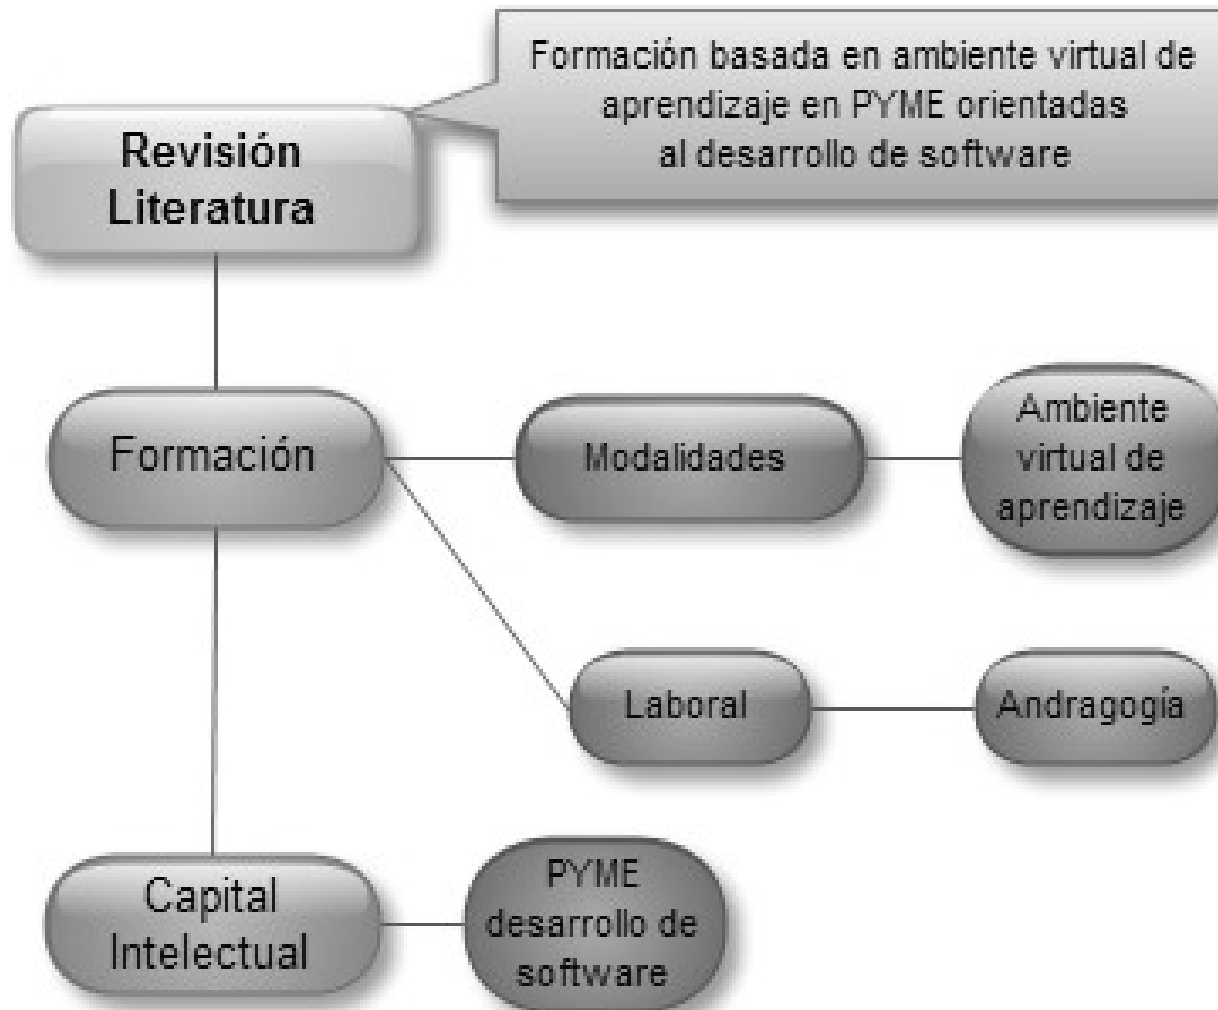 Formación basada en ambiente virtual de
aprendizaje en PYME orientadas
al desarrollo de software
Revisión
Literatura
Formación
Modalidades
Ambiente
virtual de
aprendizaje
Laboral
Andragogía
Capital
Intelectual
PYME
desarrollo de
software